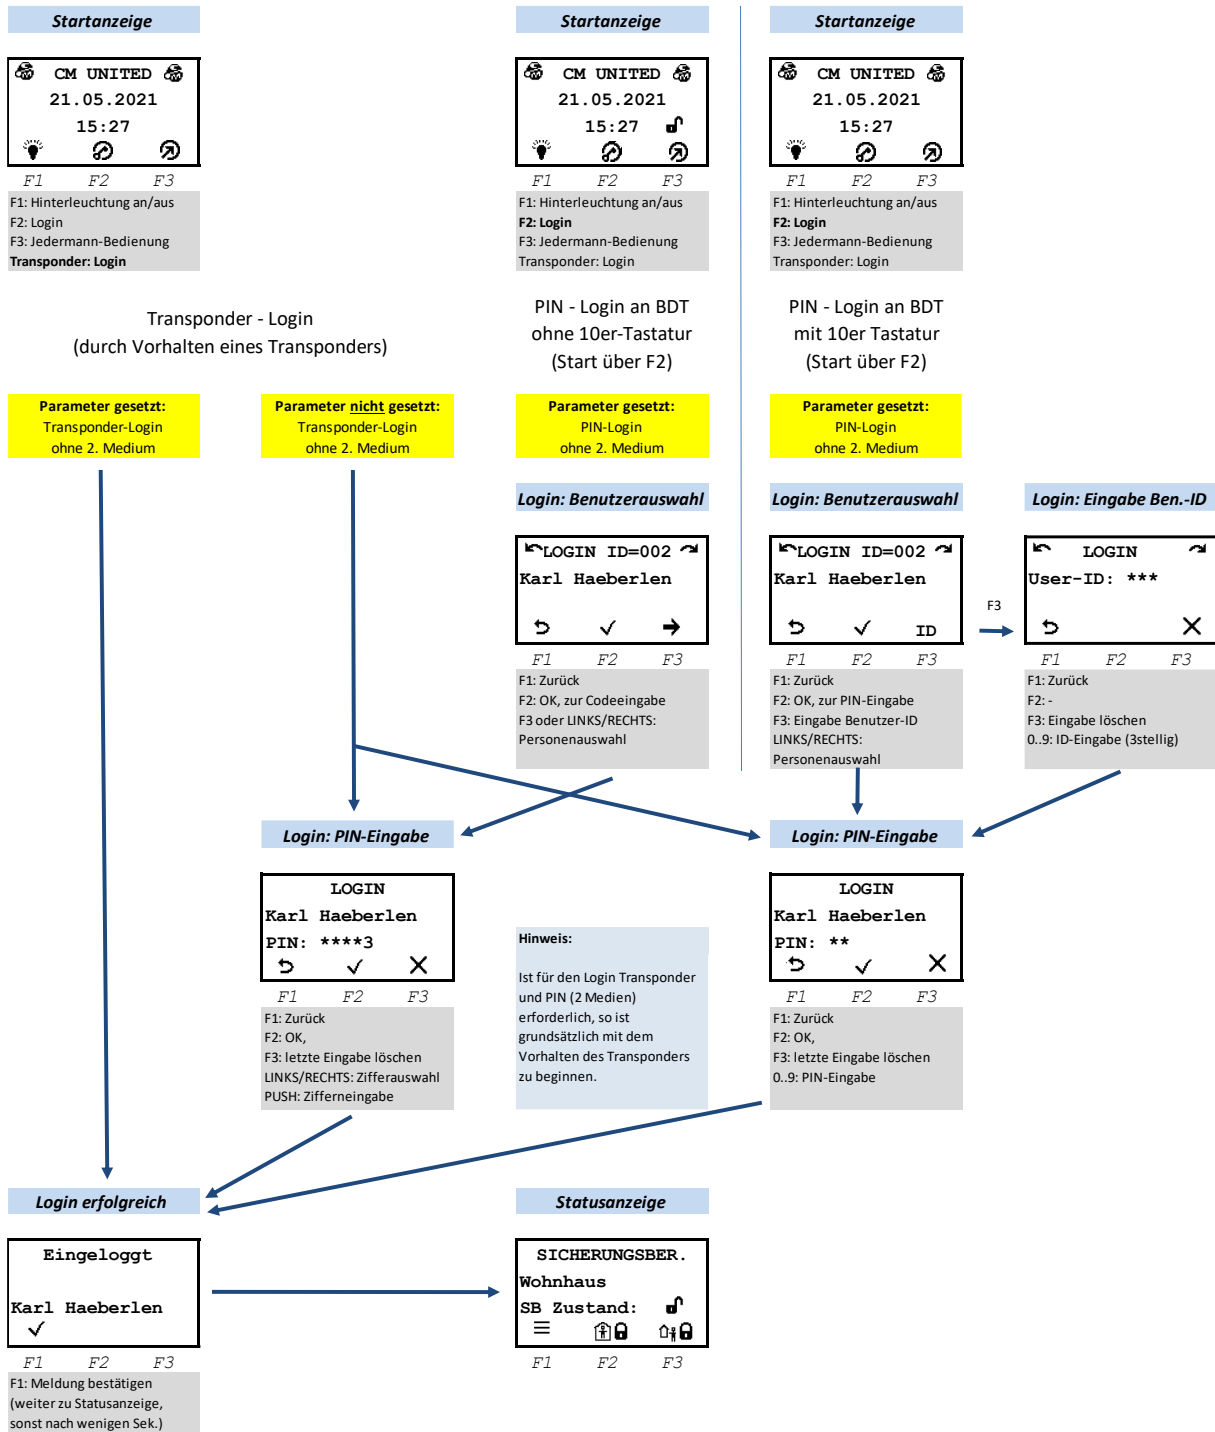 Startanzeige
CM UNITED
21.05.2021
15:27
F1 F2 F3
F1: Hinterleuchtung an/aus
F2: Login
F3: Jedermann-Bedienung
Transponder: Login
Startanzeige
CM UNITED
21.05.2021
15:27
F1 F2 F3
F1: Hinterleuchtung an/aus
F2: Login
F3: Jedermann-Bedienung
Transponder: Login
Startanzeige
CM UNITED
21.05.2021
15:27
F1 F2 F3
F1: Hinterleuchtung an/aus
F2: Login
F3: Jedermann-Bedienung
Transponder: Login
Transponder - Login
(durch Vorhalten eines Transponders)
PIN - Login an BDT
ohne 10er-Tastatur
(Start über F2)
PIN - Login an BDT
mit 10er Tastatur
(Start über F2)
Parameter gesetzt:
Transponder-Login
ohne 2. Medium
Parameter nicht gesetzt:
Transponder-Login
ohne 2. Medium
Parameter gesetzt:
PIN-Login
ohne 2. Medium
Parameter gesetzt:
PIN-Login
ohne 2. Medium
Login: Benutzerauswahl
LOGIN ID=002
Karl Haeberlen
F1 F2 F3
F1: Zurück
F2: OK, zur Codeeingabe
F3 oder LINKS/RECHTS:
Personenauswahl
Login: Benutzerauswahl
LOGIN ID=002
Karl Haeberlen
ID
F1 F2 F3
F1: Zurück
F2: OK, zur PIN-Eingabe
F3: Eingabe Benutzer-ID
LINKS/RECHTS:
Personenauswahl
F3
Login: Eingabe Ben.-ID
LOGIN
User-ID: ***
F1 F2 F3
F1: Zurück
F2: -
F3: Eingabe löschen
0..9: ID-Eingabe (3stellig)
Login: PIN-Eingabe
LOGIN
Karl Haeberlen
PIN: ****3
F1 F2 F3
F1: Zurück
F2: OK,
F3: letzte Eingabe löschen
LINKS/RECHTS: Zifferauswahl
PUSH: Zifferneingabe
Hinweis:
Ist für den Login Transponder
und PIN (2 Medien)
erforderlich, so ist
grundsätzlich mit dem
Vorhalten des Transponders
zu beginnen.
Login: PIN-Eingabe
LOGIN
Karl Haeberlen
PIN: **
F1 F2 F3
F1: Zurück
F2: OK,
F3: letzte Eingabe löschen
0..9: PIN-Eingabe
Login erfolgreich
Eingeloggt
Karl Haeberlen
F1 F2 F3
F1: Meldung bestätigen
(weiter zu Statusanzeige,
sonst nach wenigen Sek.)
Statusanzeige
SICHERUNGSBER.
Wohnhaus
SB Zustand:
F1 F2 F3